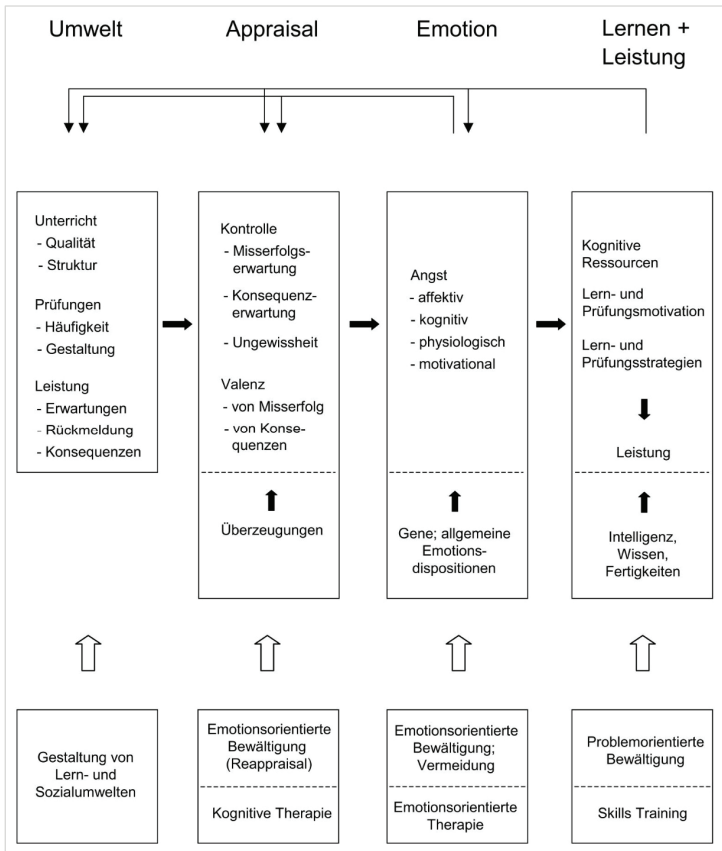 Umwelt
Appraisal
Emotion
Lernen +
Leistung
Unterricht
- Qualität
- Struktur
Prüfungen
- Häufigkeit
- Gestaltung
Leistung
- Erwartungen
- Rückmeldung
- Konsequenzen
Kontrolle
- Misserfolgs-
erwartung
- Konsequenz-
erwartung
- Ungewissheit
Valenz
- von Misserfolg
- von Konse-
quenzen
Überzeugungen
Angst
- affektiv
- kognitiv
- physiologisch
- motivational
Gene; allgemeine
Emotions-
dispositionen
Kognitive
Ressourcen
Lern- und
Prüfungsmotivation
Lern- und
Prüfungsstrategien
Leistung
Intelligenz,
Wissen,
Fertigkeiten
Gestaltung von
Lern- und
Sozialumwelten
Emotionsorientierte
Bewältigung
(Reappraisal)
Kognitive Therapie
Emotionsorientierte
Bewältigung;
Vermeidung
Emotionsorientierte
Therapie
Problemorientierte
Bewältigung
Skills Training